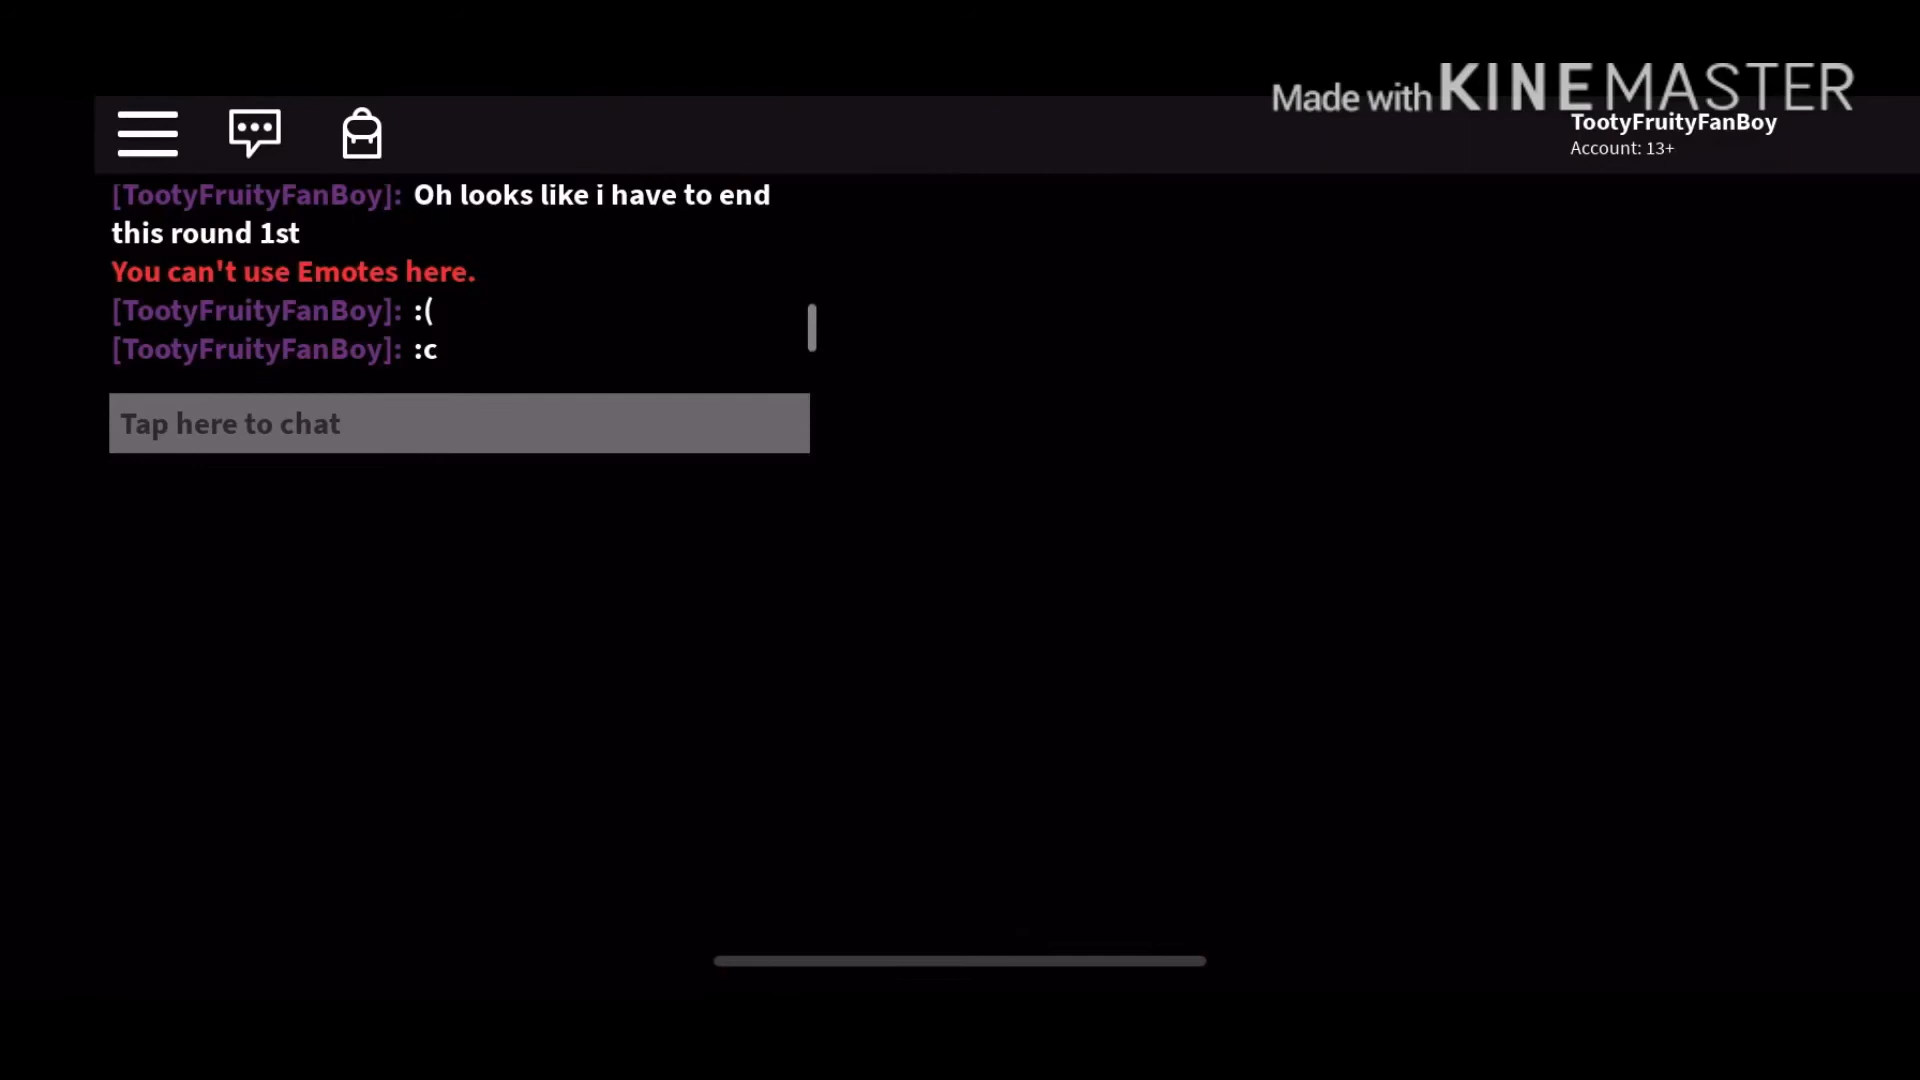 Made with KINEMASTER
TootyFruityFanBoy
Account: 13+
[TootyFruityFanBoy]: Oh looks like i have to end
this round 1st
You can't use Emotes here.
[TootyFruityFanBoy]: :(
[TootyFruityFanBoy]: :c
Tap here to chat